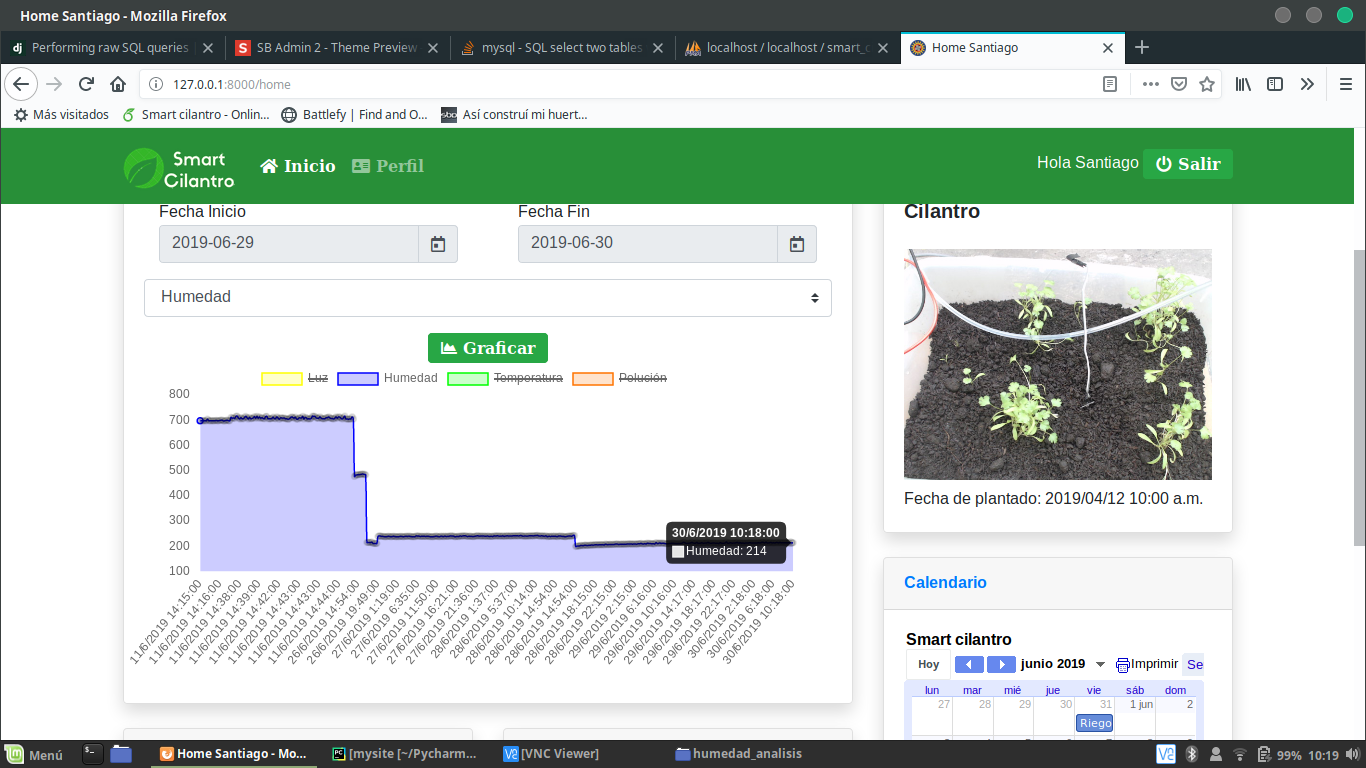 Home Santiago - Mozilla Firefox
Performing raw SQL queries
SB Admin 2 - Theme Preview
mysql - SQL select two tables
localhost / localhost / smart_c
Home Santiago
127.0.0.1:8000/home
Más visitados
Smart cilantro - Onlin...
Battlefy | Find and O...
Así construí mi huert...
Smart Cilantro
Inicio
Perfil
Hola Santiago
Salir
Fecha Inicio
Fecha Fin
2019-06-29
2019-06-30
Humedad
Graficar
Luz
Humedad
Temperatura
Polución
800
700
600
500
400
300
200
100
30/6/2019 10:18:00
Humedad: 214
11/6/2019 14:15:00
11/6/2019 14:16:00
11/6/2019 14:38:00
11/6/2019 14:39:00
11/6/2019 14:42:00
11/6/2019 14:43:00
11/6/2019 14:43:00
11/6/2019 14:44:00
26/6/2019 14:54:00
26/6/2019 19:49:00
27/6/2019 1:19:00
27/6/2019 6:35:00
27/6/2019 11:50:00
27/6/2019 16:21:00
27/6/2019 21:36:00
28/6/2019 1:37:00
28/6/2019 5:37:00
28/6/2019 10:14:00
28/6/2019 14:54:00
28/6/2019 14:54:00
28/6/2019 18:15:00
28/6/2019 22:15:00
29/6/2019 2:15:00
29/6/2019 6:16:00
29/6/2019 10:16:00
29/6/2019 14:17:00
29/6/2019 18:17:00
29/6/2019 22:17:00
30/6/2019 2:18:00
30/6/2019 6:18:00
30/6/2019 10:18:00
Cilantro
Fecha de plantado: 2019/04/12 10:00 a.m.
Calendario
Smart cilantro
Hoy
junio 2019
Imprimir
Se
lun mar mié jue vie sáb dom
27 28 29 30 31 1 jun 2
Riego
Menú
Home Santiago - Mo...
[mysite [~/Pycharm...
[VNC Viewer]
humedad_analisis
99%
10:19